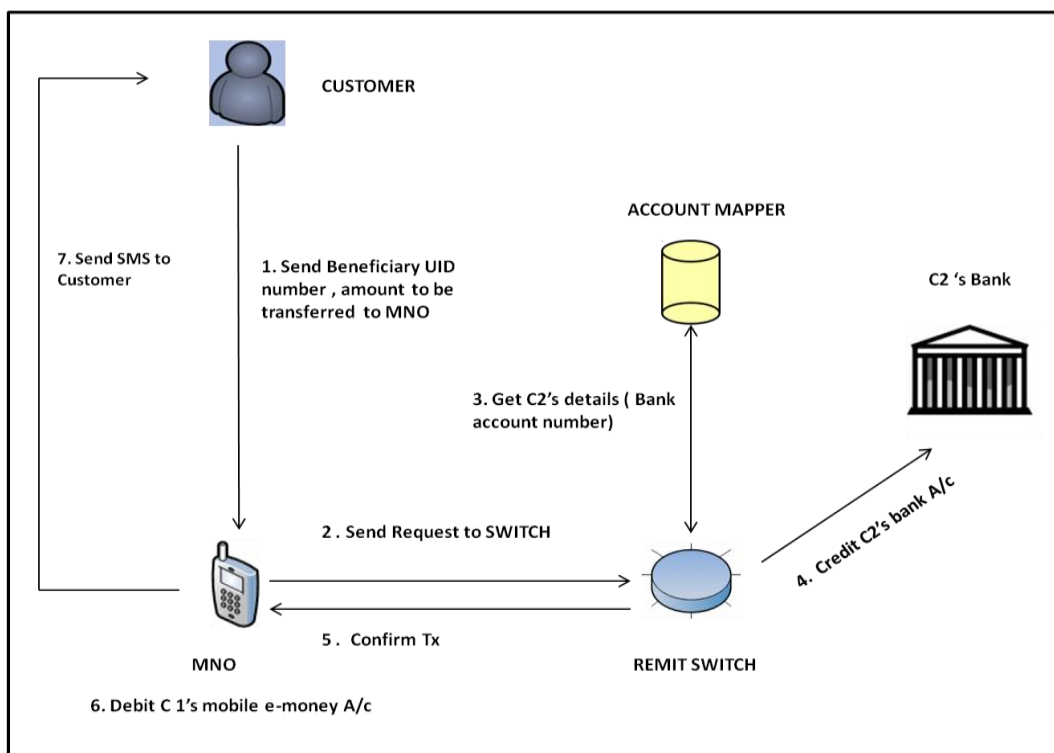 CUSTOMER
ACCOUNT MAPPER
7. Send SMS to
Customer
1. Send Beneficiary UID
number , amount to be
transferred to MNO
C2 ‘s Bank
3. Get C2’s details ( Bank
account number)
4. Credit C2’s bank A/c
2 . Send Request to SWITCH
5 . Confirm Tx
MNO
REMIT SWITCH
6. Debit C 1’s mobile e-money A/c